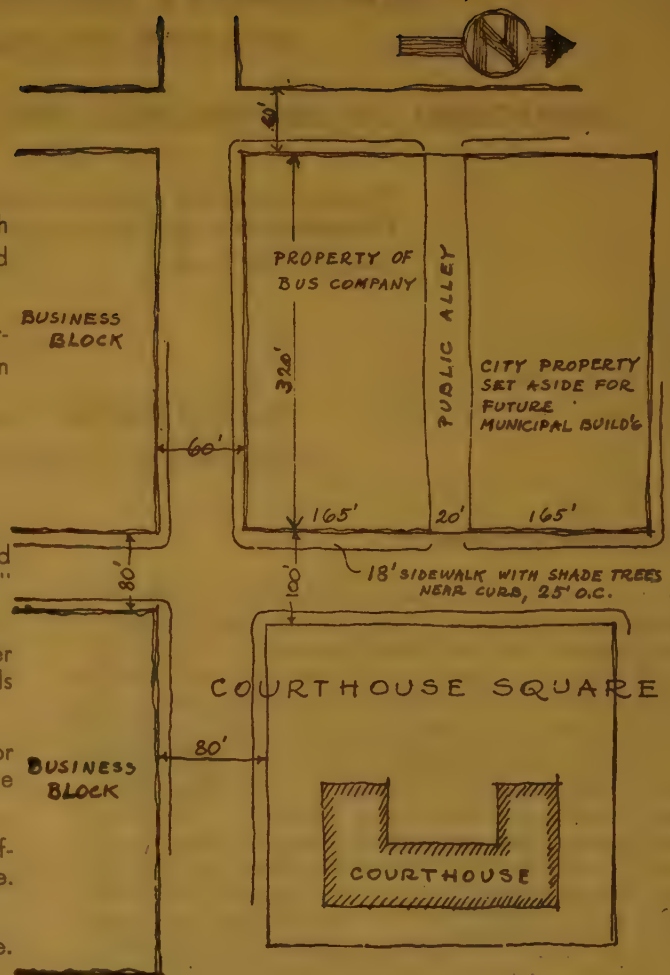 N
60'
PROPERTY OF
BUS COMPANY
BUSINESS
BLOCK
320'
PUBLIC ALLEY
CITY PROPERTY
SET ASIDE FOR
FUTURE
MUNICIPAL BUILD'G
60'
165'
20'
165'
80'
100'
18' SIDEWALK WITH SHADE TREES
NEAR CURB, 25' O.C.
COURTHOUSE SQUARE
80'
BUSINESS
BLOCK
COURTHOUSE